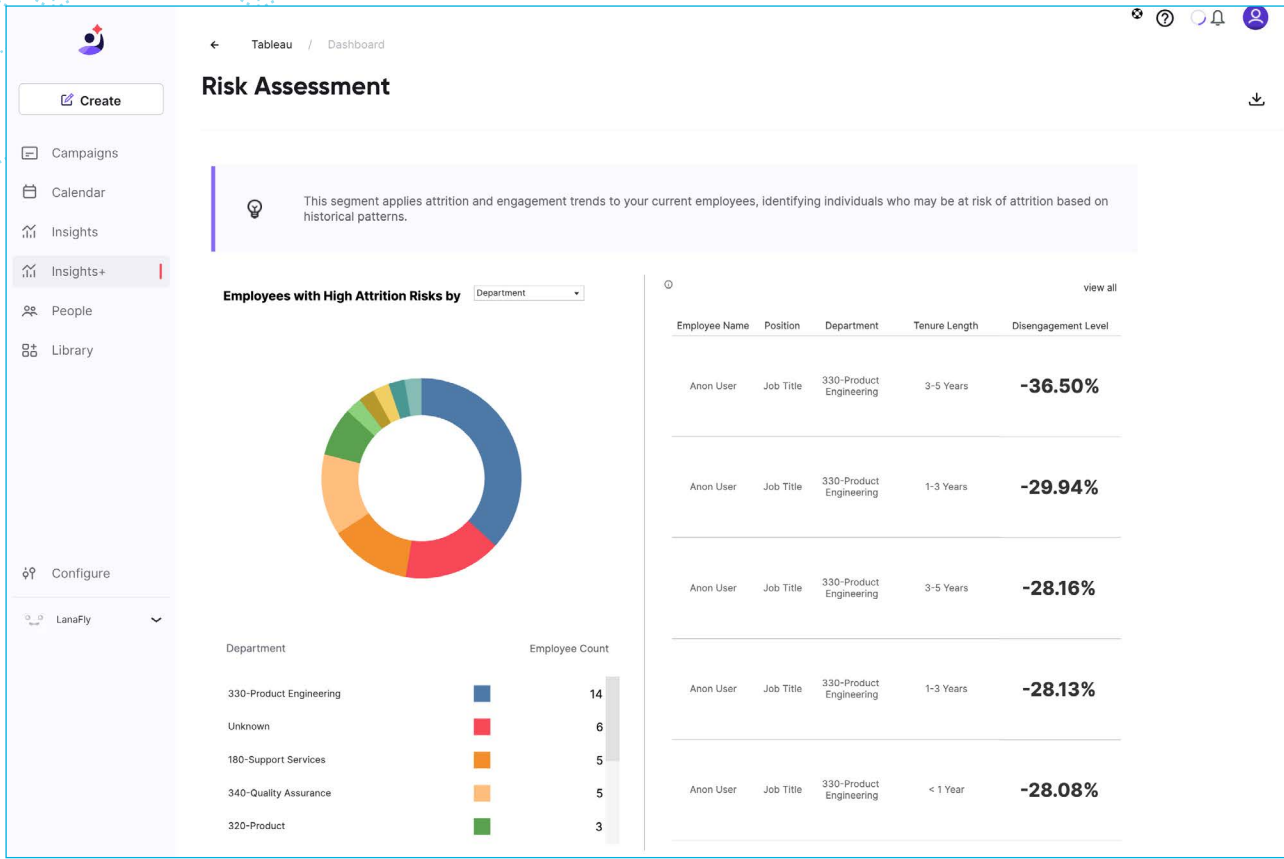 Tableau / Dashboard
Risk Assessment
Create
Campaigns
Calendar
Insights
Insights+
People
Library
Configure
LanaFly
This segment applies attrition and engagement trends to your current employees, identifying individuals who may be at risk of attrition based on
historical patterns.
Employees with High Attrition Risks by Department
Department Employee Count
330-Product Engineering 14
Unknown 6
180-Support Services 5
340-Quality Assurance 5
320-Product 3
view all
Employee Name Position Department Tenure Length Disengagement Level
Anon User Job Title 330-Product Engineering 3-5 Years -36.50%
Anon User Job Title 330-Product Engineering 1-3 Years -29.94%
Anon User Job Title 330-Product Engineering 3-5 Years -28.16%
Anon User Job Title 330-Product Engineering 1-3 Years -28.13%
Anon User Job Title 330-Product Engineering < 1 Year -28.08%